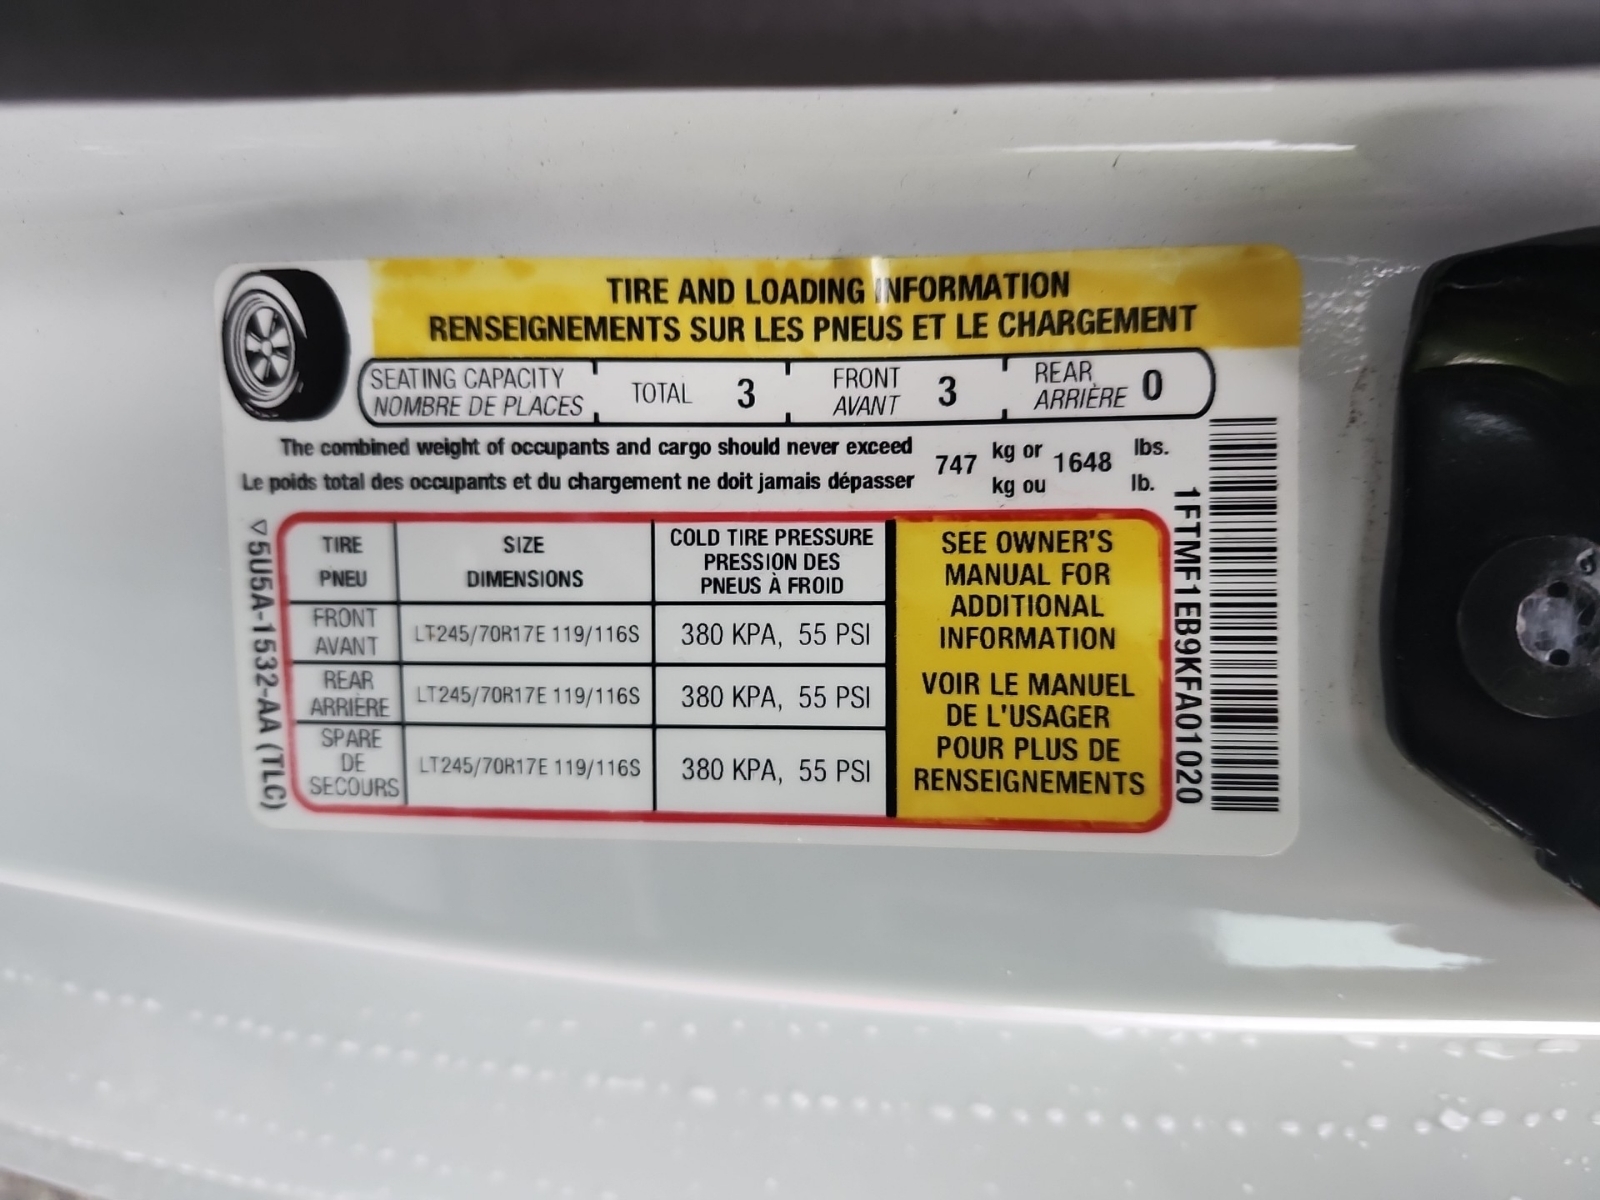 TIRE AND LOADING INFORMATION
RENSEIGNEMENTS SUR LES PNEUS ET LE CHARGEMENT
SEATING CAPACITY
NOMBRE DE PLACES
TOTAL 3
FRONT
AVANT
3
REAR
ARRIÈRE
0
The combined weight of occupants and cargo should never exceed
Le poids total des occupants et du chargement ne doit jamais dépasser
747
kg or
kg ou
1648
lbs.
lb.
TIRE
PNEU
SIZE
DIMENSIONS
COLD TIRE PRESSURE
PRESSION DES
PNEUS À FROID
FRONT
AVANT
LT245/70R17E 119/116S
380 KPA, 55 PSI
REAR
ARRIÈRE
LT245/70R17E 119/116S
380 KPA, 55 PSI
SPARE
DE
SECOURS
LT245/70R17E 119/116S
380 KPA, 55 PSI
SEE OWNER'S
MANUAL FOR
ADDITIONAL
INFORMATION
VOIR LE MANUEL
DE L'USAGER
POUR PLUS DE
RENSEIGNEMENTS
5U5A-1532-AA (TLC)
1FTMF1EB9KFA01020